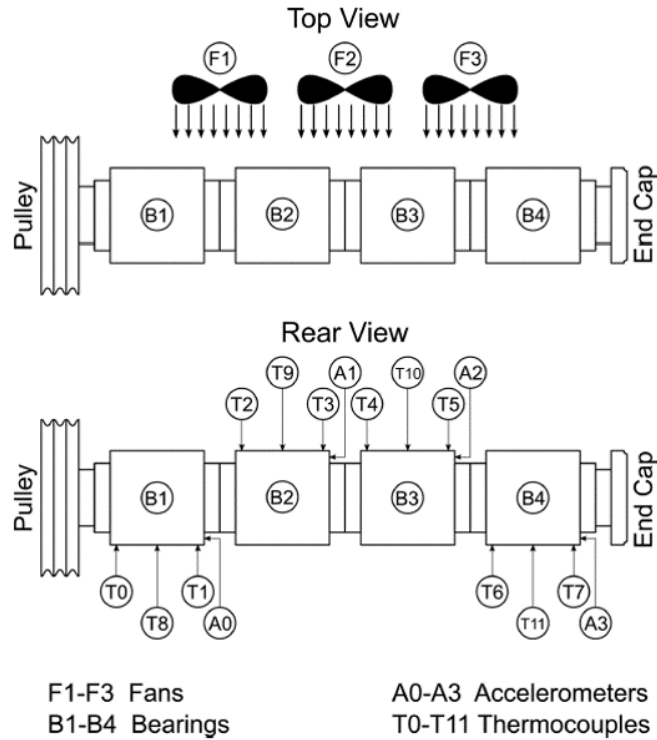 Top View
F1 F2 F3
Pulley B1 B2 B3 B4 End Cap
Rear View
T9 A1 T10 A2
T2 T3 T4 T5
Pulley B1 B2 B3 B4 End Cap
T0 T1 T6 T7
T8 A0 T11 A3
F1-F3 Fans
B1-B4 Bearings
A0-A3 Accelerometers
T0-T11 Thermocouples